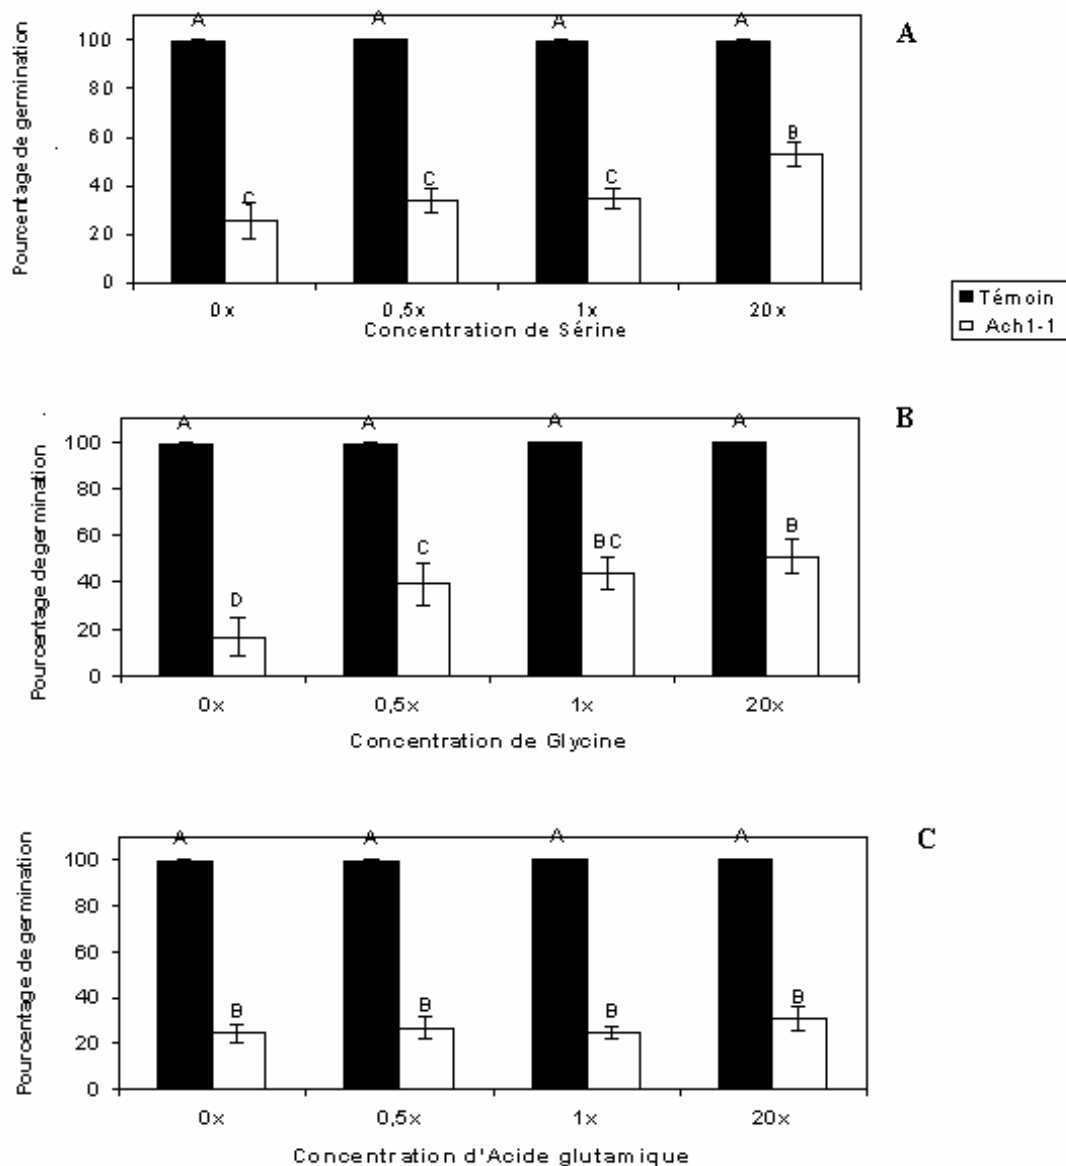 A A A A
A
Pourcentage de germination
100
80
60
40
20
0
C C C B
0x 0,5x 1x 20x
Concentration de Sérine
Témoin
Ach1-1
B
A A A A
Pourcentage de germination
100
80
60
40
20
0
D C BC B
0x 0,5x 1x 20x
Concentration de Glycine
C
A A A A
Pourcentage de germination
100
80
60
40
20
0
B B B B
0x 0,5x 1x 20x
Concentration d'Acide glutamique